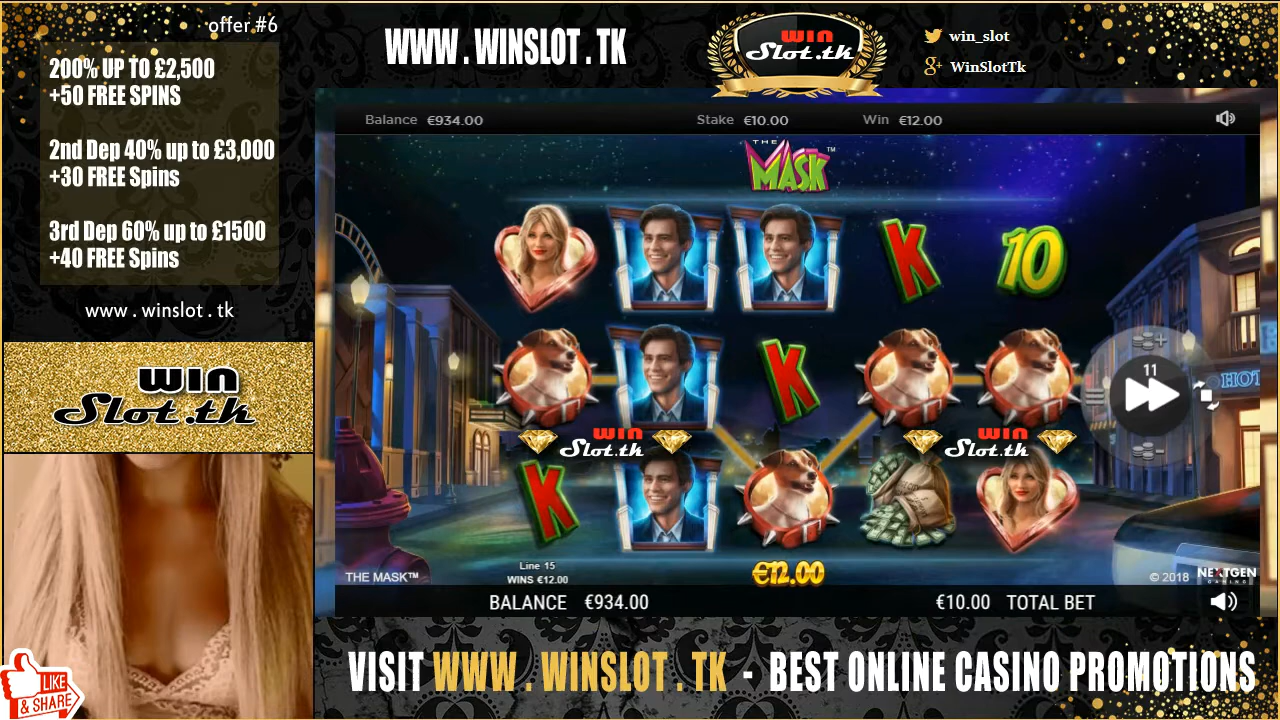 offer #6
200% UP TO £2,500
+50 FREE SPINS
2nd Dep 40% up to £3,000
+30 FREE Spins
3rd Dep 60% up to £1500
+40 FREE Spins
www . winslot . tk
WIN
Slot.tk
LIKE
& SHARE
WWW . WINSLOT . TK
WIN
Slot.tk
win_slot
WinSlotTk
Balance €934.00
Stake €10.00
Win €12.00
THE
MASK™
K
10
K
11
HOT
WIN
Slot.tk
WIN
Slot.tk
K
Line 15
WINS €12.00
€12.00
THE MASK™
© 2018 NEXTGEN
GAMING
BALANCE €934.00
€10.00 TOTAL BET
VISIT WWW . WINSLOT . TK - BEST ONLINE CASINO PROMOTIONS